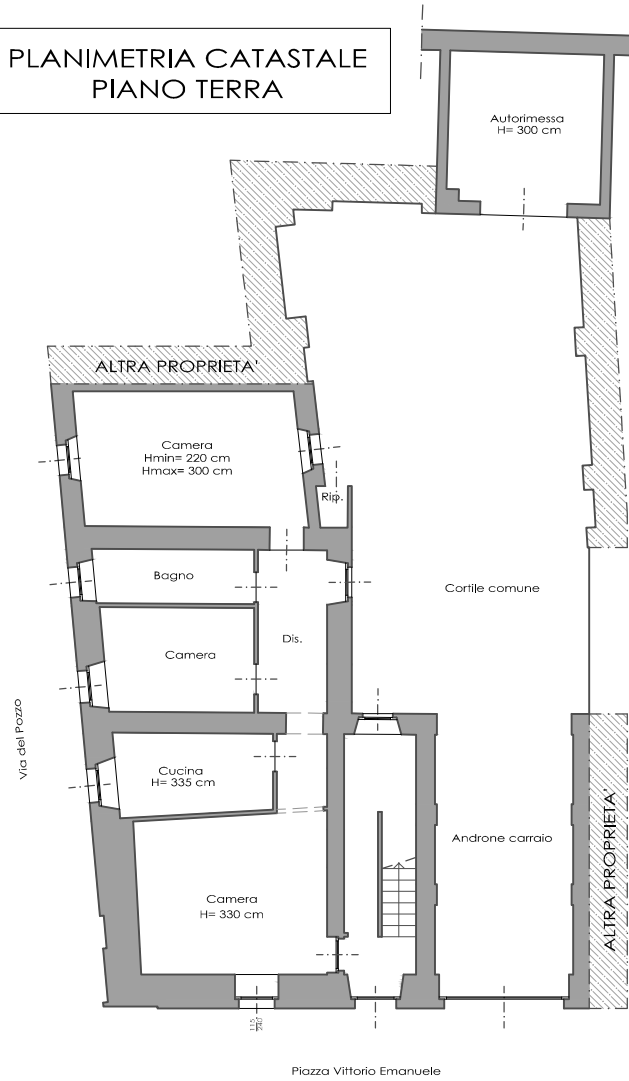 PLANIMETRIA CATASTALE
PIANO TERRA
Autorimessa
H= 300 cm
ALTRA PROPRIETA'
Camera
Hmin= 220 cm
Hmax= 300 cm
Rip.
Bagno
Cortile comune
Dis.
Camera
Via del Pozzo
Cucina
H= 335 cm
Androne carraio
ALTRA PROPRIETA'
Camera
H= 330 cm
115
240
Piazza Vittorio Emanuele